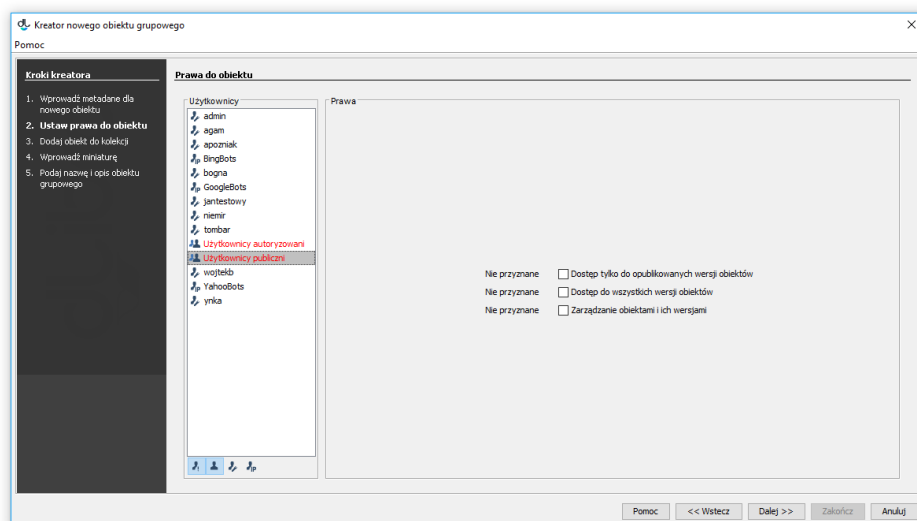 Kreator nowego obiektu grupowego
Pomoc
Kroki kreatora
1. Wprowadź metadane dla
nowego obiektu
2. Ustaw prawa do obiektu
3. Dodaj obiekt do kolekcji
4. Wprowadź miniaturę
5. Podaj nazwę i opis obiektu
grupowego
Prawa do obiektu
Użytkownicy
admin
agam
apozniak
BingBots
bogna
GoogleBots
jantestowy
niemir
tombar
Użytkownicy autoryzowani
Użytkownicy publiczni
wojtekb
YahooBots
ynka
Prawa
Nie przyznane Dostęp tylko do opublikowanych wersji obiektów
Nie przyznane Dostęp do wszystkich wersji obiektów
Nie przyznane Zarządzanie obiektami i ich wersjami
Pomoc << Wstecz Dalej >> Zakończ Anuluj